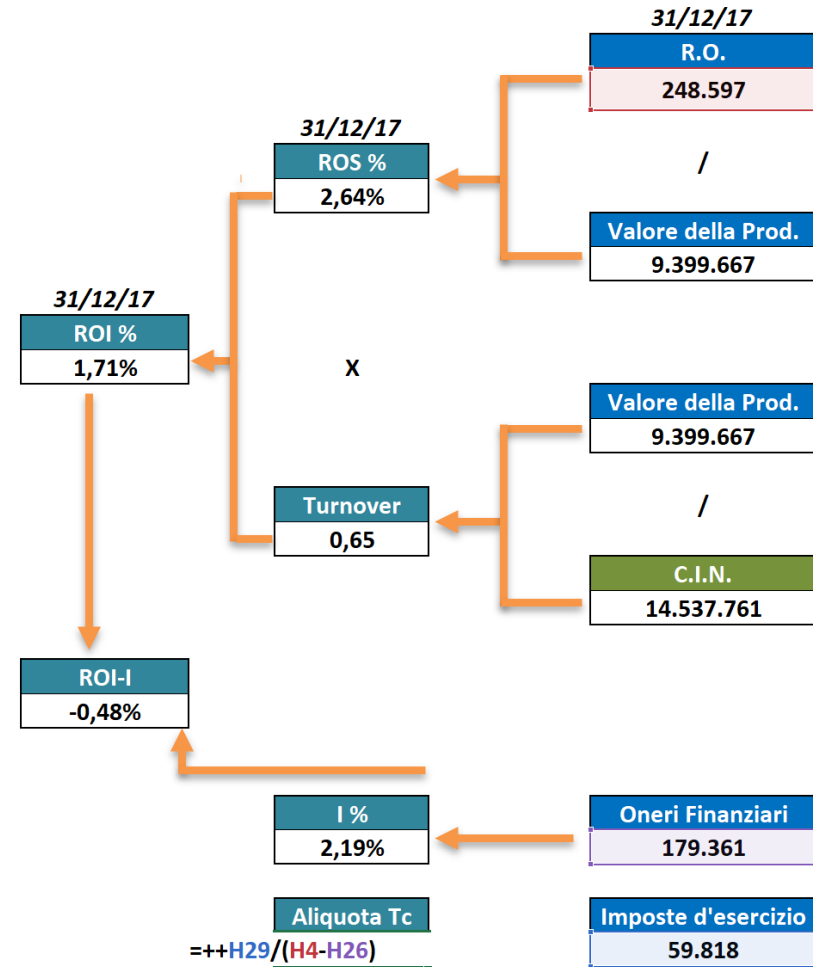 31/12/17
R.O.
248.597
31/12/17
ROS %
2,64%
/
Valore della Prod.
9.399.667
31/12/17
ROI %
1,71%
X
Valore della Prod.
9.399.667
Turnover
0,65
/
C.I.N.
14.537.761
ROI-I
-0,48%
I %
2,19%
Oneri Finanziari
179.361
Aliquota Tc
=++H29/(H4-H26)
Imposte d'esercizio
59.818